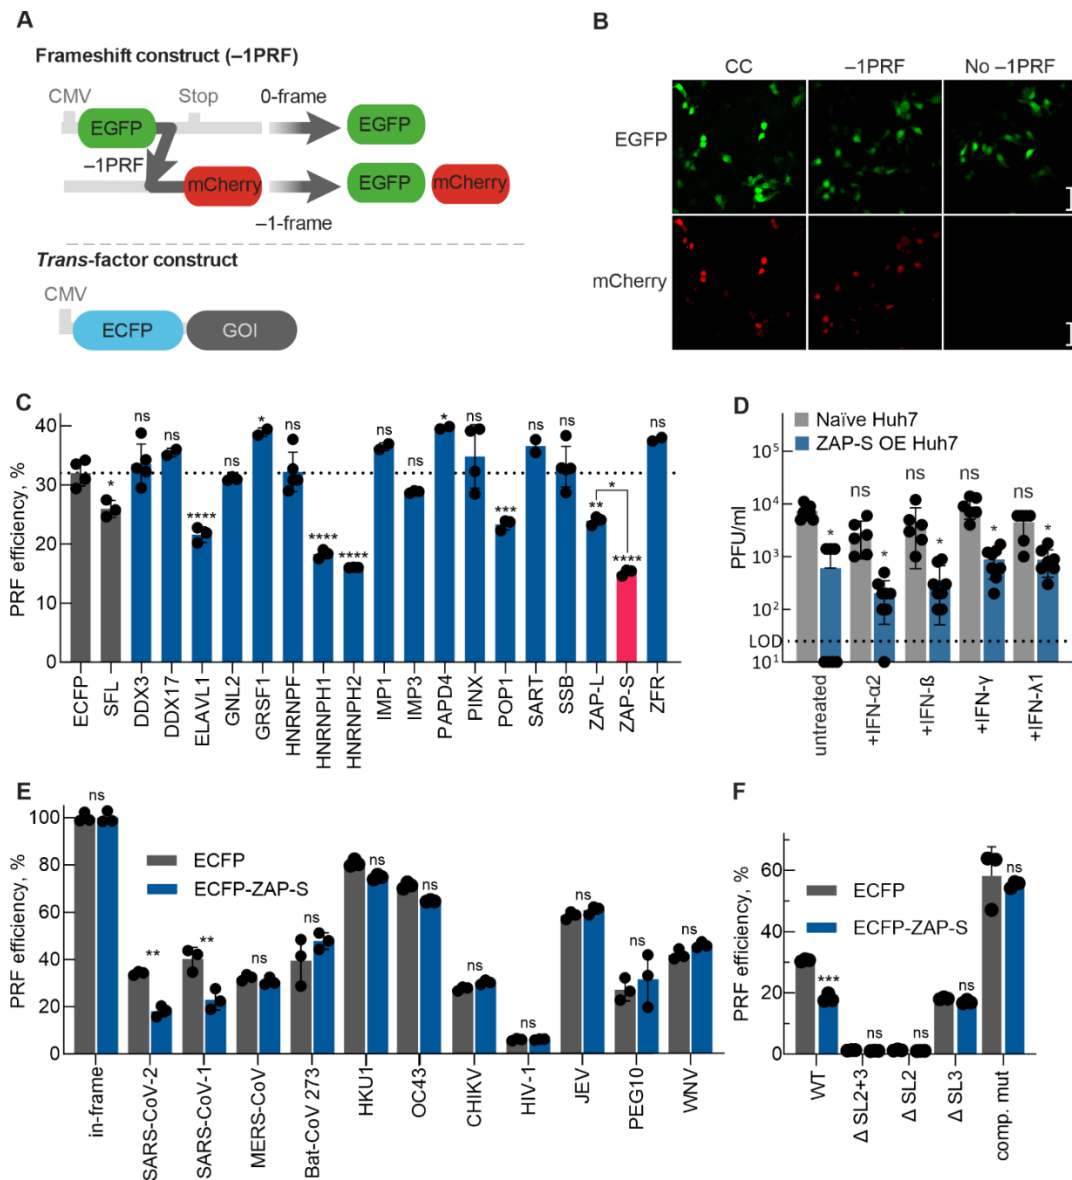 A
Frameshift construct (–1PRF)
CMV
Stop
0-frame
EGFP
EGFP
–1PRF
mCherry
EGFP
mCherry
–1-frame
Trans-factor construct
CMV
ECFP
GOI
B
CC
–1PRF
No –1PRF
EGFP
mCherry
C
PRF efficiency, %
40
30
20
10
0
ns
ns
ns
ns
ns
ns
ns
ns
ns
ns
ns
*
****
*
****
****
*
***
**
*
****
ECFP
SFL
DDX3
DDX17
ELAVL1
GNL2
GRSF1
HNRNPF
HNRNPH1
HNRNPH2
IMP1
IMP3
PAPD4
PINX
POP1
SART
SSB
ZAP-L
ZAP-S
ZFR
D
Naïve Huh7
ZAP-S OE Huh7
PFU/ml
10⁵
10⁴
10³
10²
LOD
10¹
*
ns
*
ns
*
ns
*
ns
*
untreated
+IFN-α2
+IFN-ß
+IFN-γ
+IFN-λ1
E
PRF efficiency, %
100
80
60
40
20
0
ECFP
ECFP-ZAP-S
ns
**
**
ns
ns
ns
ns
ns
ns
ns
ns
ns
in-frame
SARS-CoV-2
SARS-CoV-1
MERS-CoV
Bat-CoV 273
HKU1
OC43
CHIKV
HIV-1
JEV
PEG10
WNV
F
PRF efficiency, %
60
40
20
0
ECFP
ECFP-ZAP-S
***
ns
ns
ns
ns
WT
Δ SL2+3
Δ SL2
Δ SL3
comp. mut